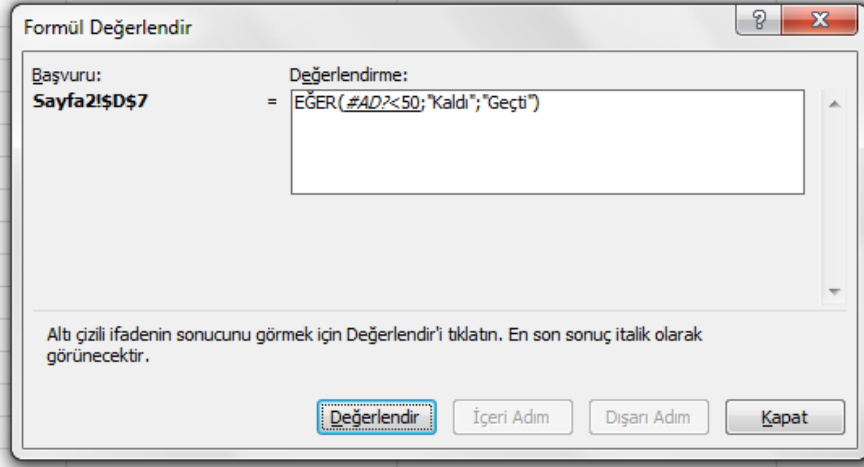 Formül Değerlendir
Başvuru:
Değerlendirme:
Sayfa2!$D$7 = EĞER(#AD?<50;"Kaldı";"Geçti")
Altı çizili ifadenin sonucunu görmek için Değerlendir'i tıklatın. En son sonuç italik olarak
görünecektir.
Değerlendir
İçeri Adım
Dışarı Adım
Kapat